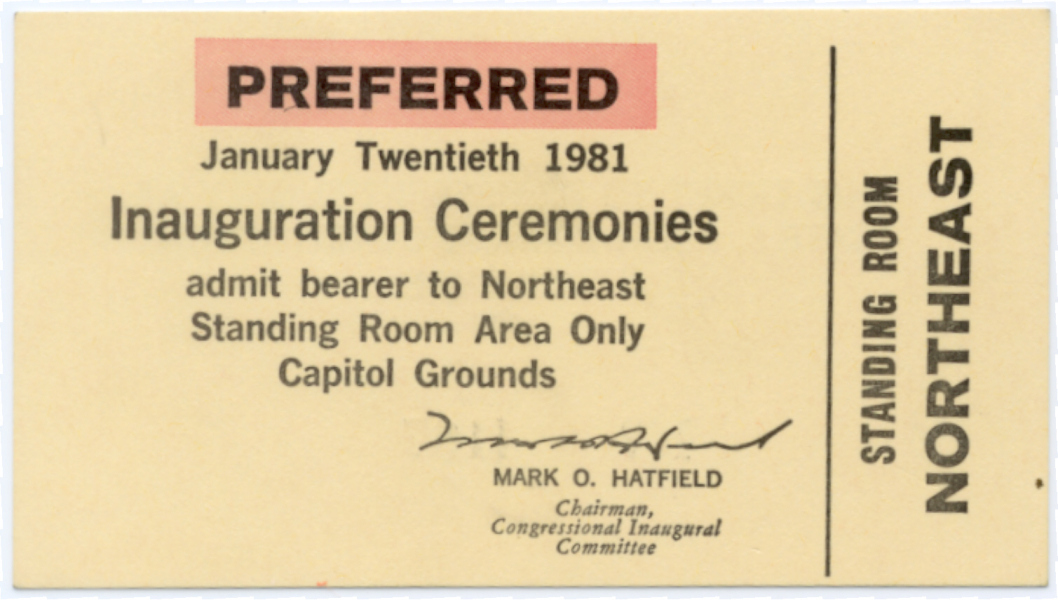 PREFERRED
January Twentieth 1981
Inauguration Ceremonies
admit bearer to Northeast
Standing Room Area Only
Capitol Grounds
MARK O. HATFIELD
Chairman,
Congressional Inaugural
Committee
STANDING ROOM
NORTHEAST